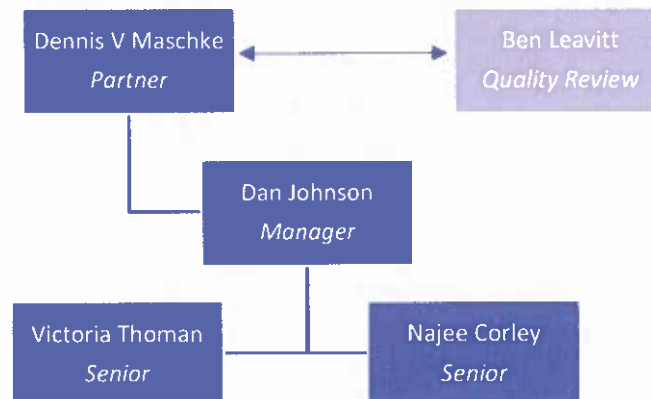 Dennis V Maschke
Partner
Ben Leavitt
Quality Review
Dan Johnson
Manager
Victoria Thoman
Senior
Najee Corley
Senior